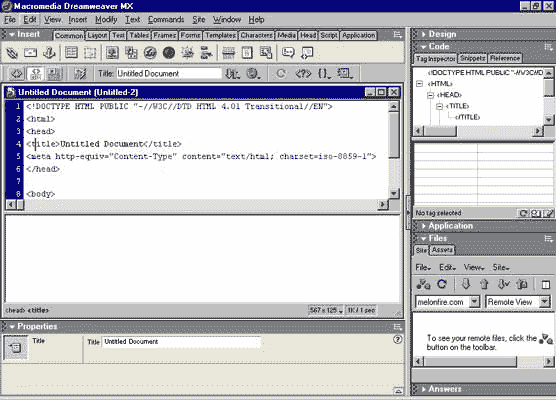 Macromedia Dreamweaver MX
File Edit View Insert Modify Text Commands Site Window Help
Insert Common Layout Text Tables Frames Forms Templates Characters Media Head Script Application
Title: Untitled Document
Untitled Document (Untitled-2)
1 <!DOCTYPE HTML PUBLIC "-//W3C//DTD HTML 4.01 Transitional//EN">
2 <html>
3 <head>
4 <title>Untitled Document</title>
5 <meta http-equiv="Content-Type" content="text/html; charset=iso-8859-1">
6 </head>
7
8 <body>
<head> <title> 567 x 125 1K / 1 sec
Properties
Title Title Untitled Document
Design
Code
Tag Inspector Snippets Reference
<!DOCTYPE HTML PUBLIC "-//W3C//D
<HTML>
<HEAD>
<TITLE>
</TITLE>
No tag selected
Application
Files
Site Assets
File Edit View Site
melonfire.com Remote View
To see your remote files, click the
button on the toolbar.
Answers